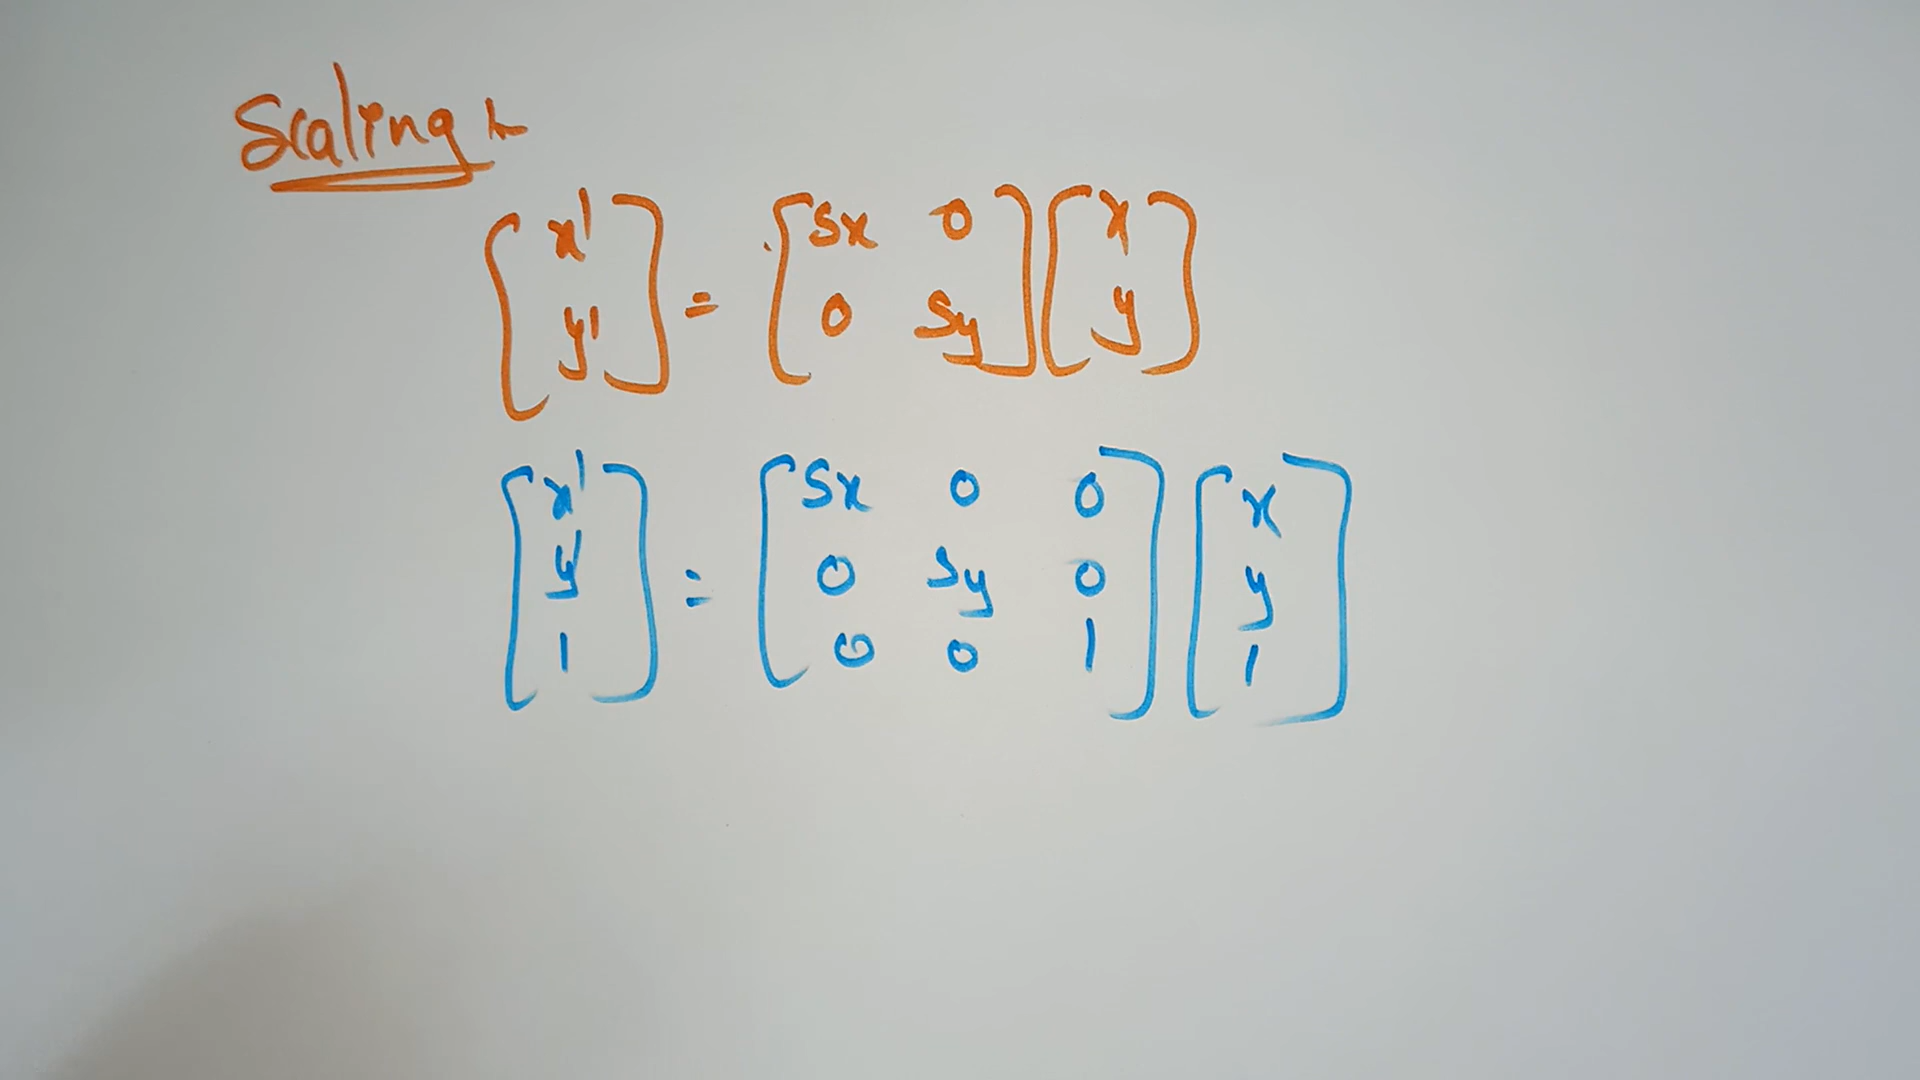 Scaling :-
[x' y'] = [Sx 0 0 Sy] [x y]
[x' y' 1] = [Sx 0 0 0 Sy 0 0 0 1] [x y 1]